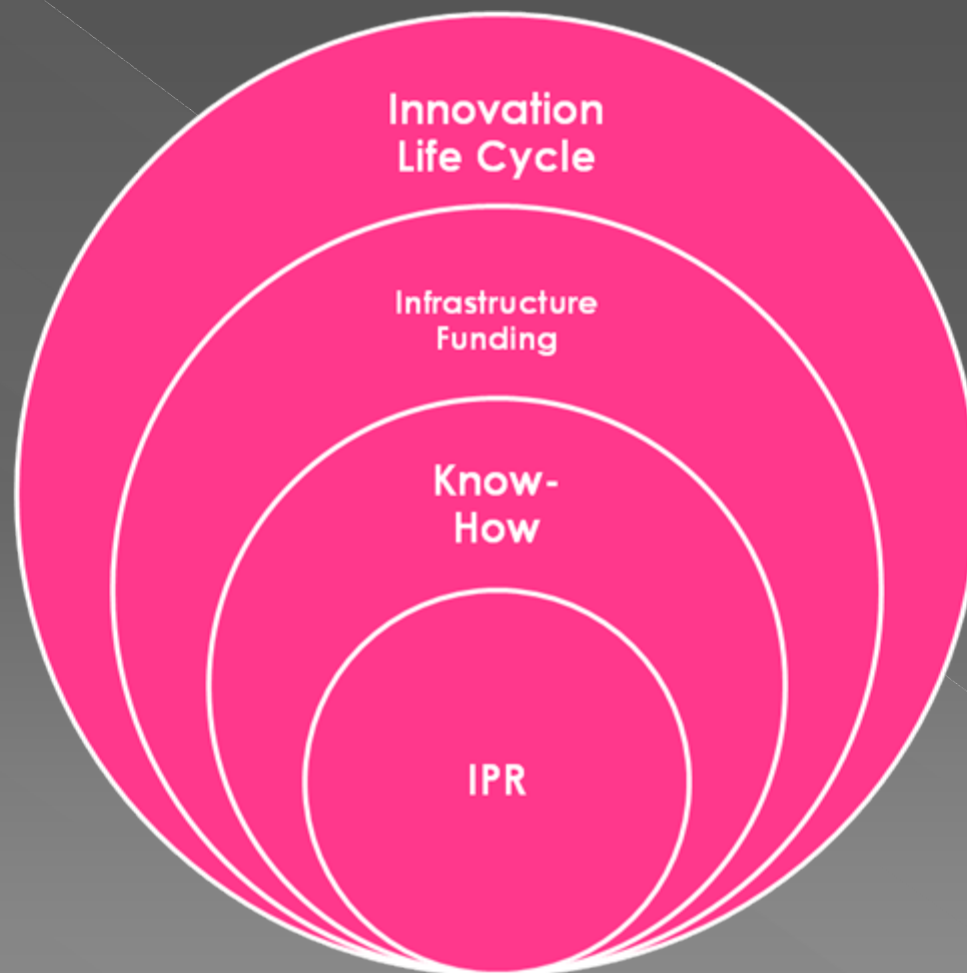 Innovation
Life Cycle
Infrastructure
Funding
Know-
How
IPR